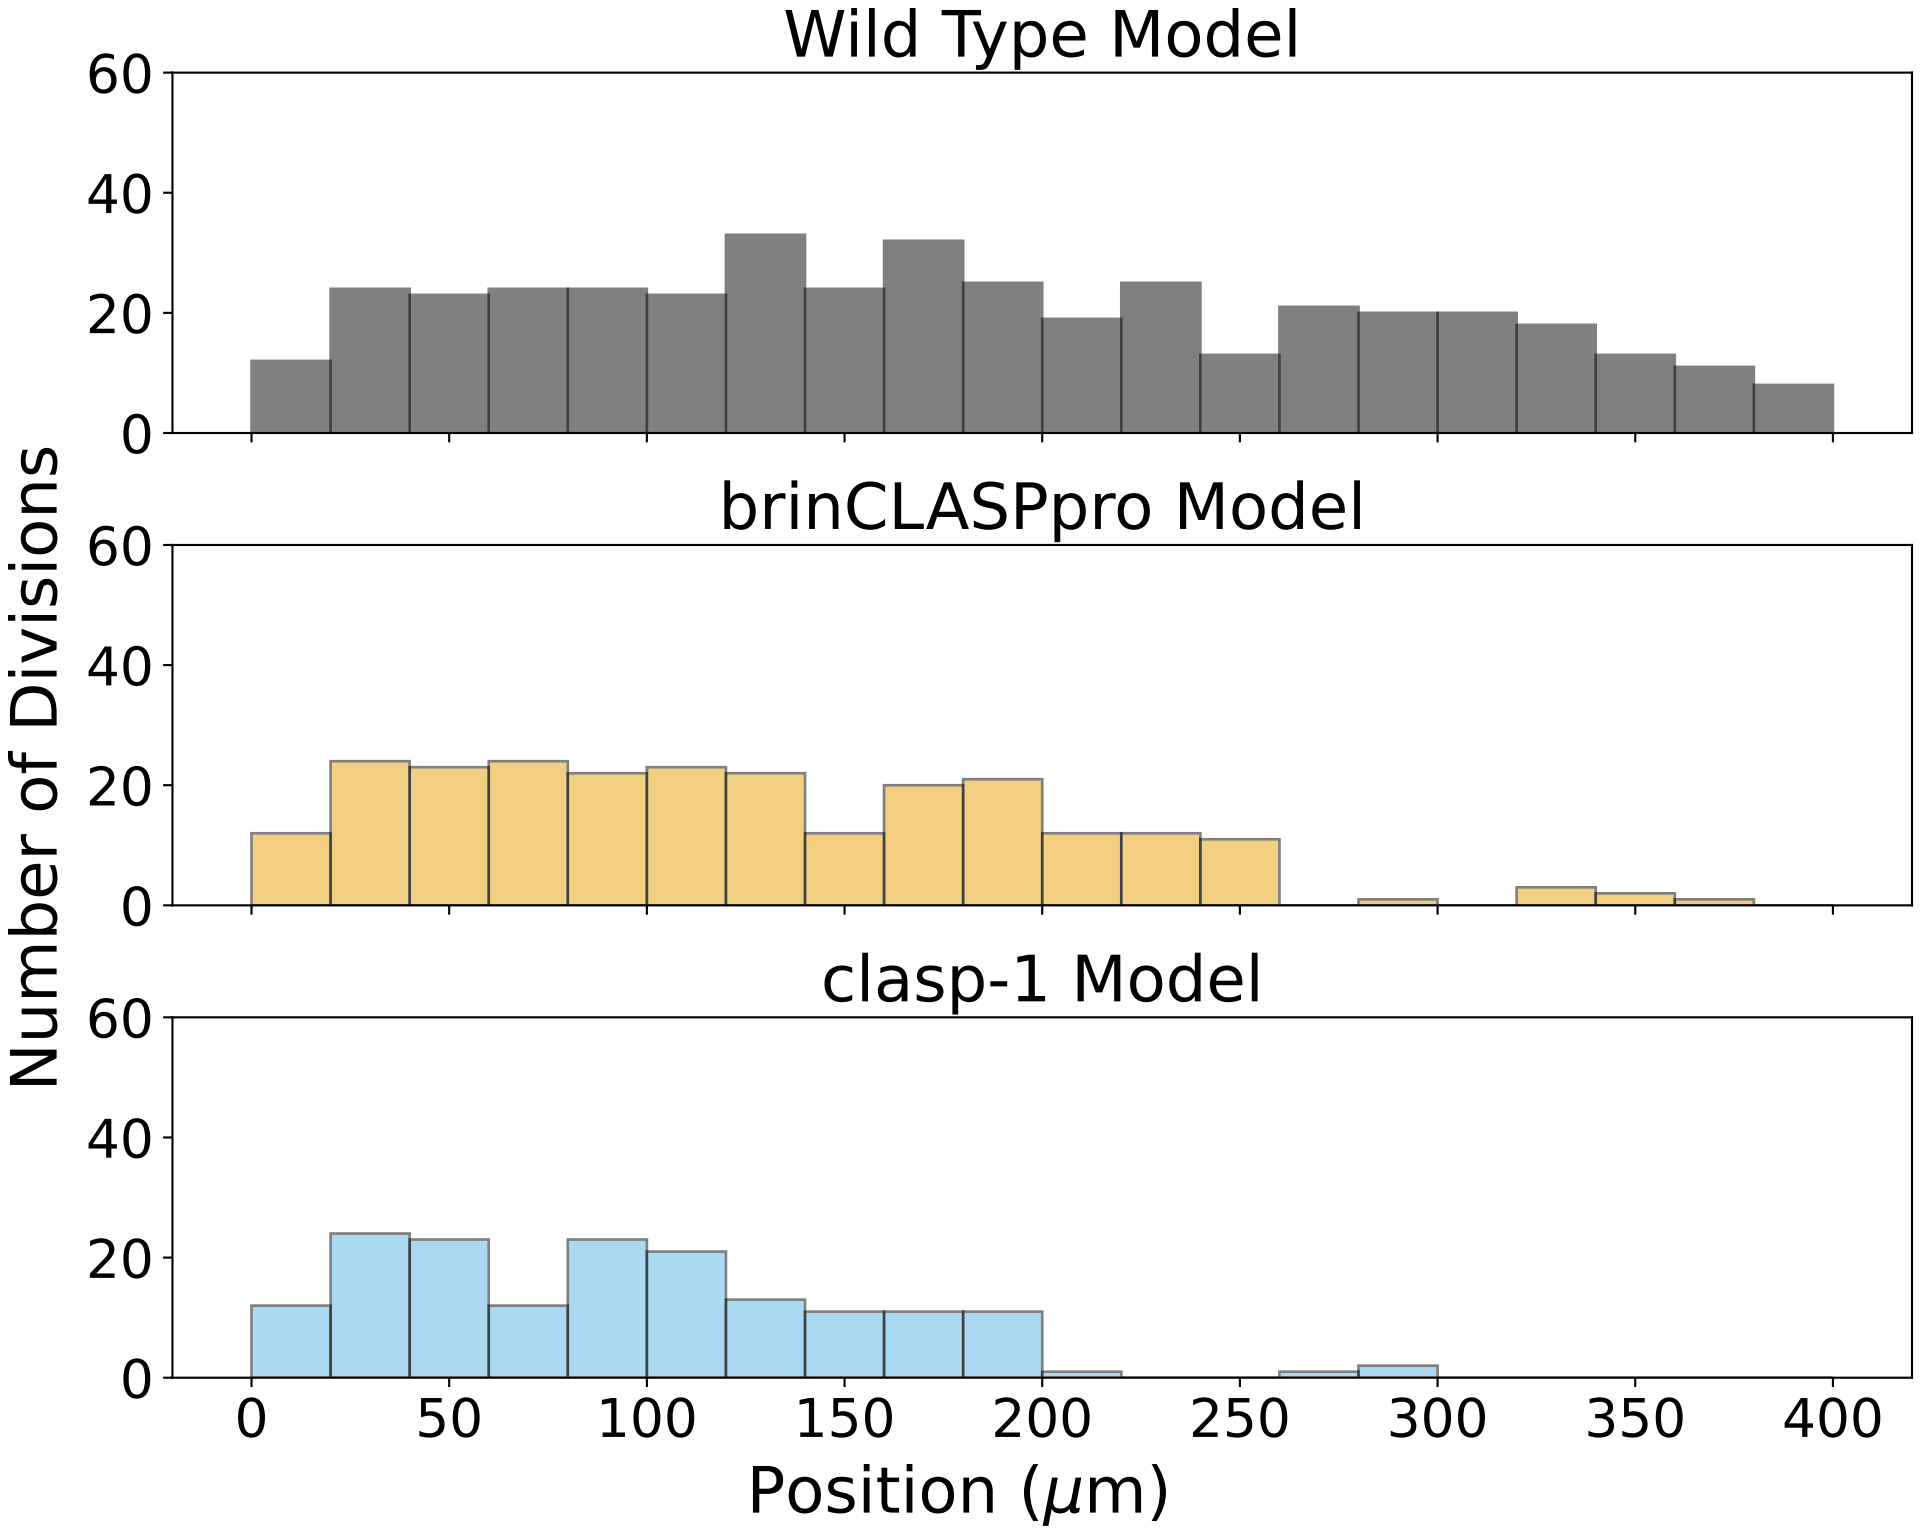 Wild Type Model
60
40
20
0
brinCLASPpro Model
60
40
20
0
Number of Divisions
clasp-1 Model
60
40
20
0
0 50 100 150 200 250 300 350 400
Position (μm)